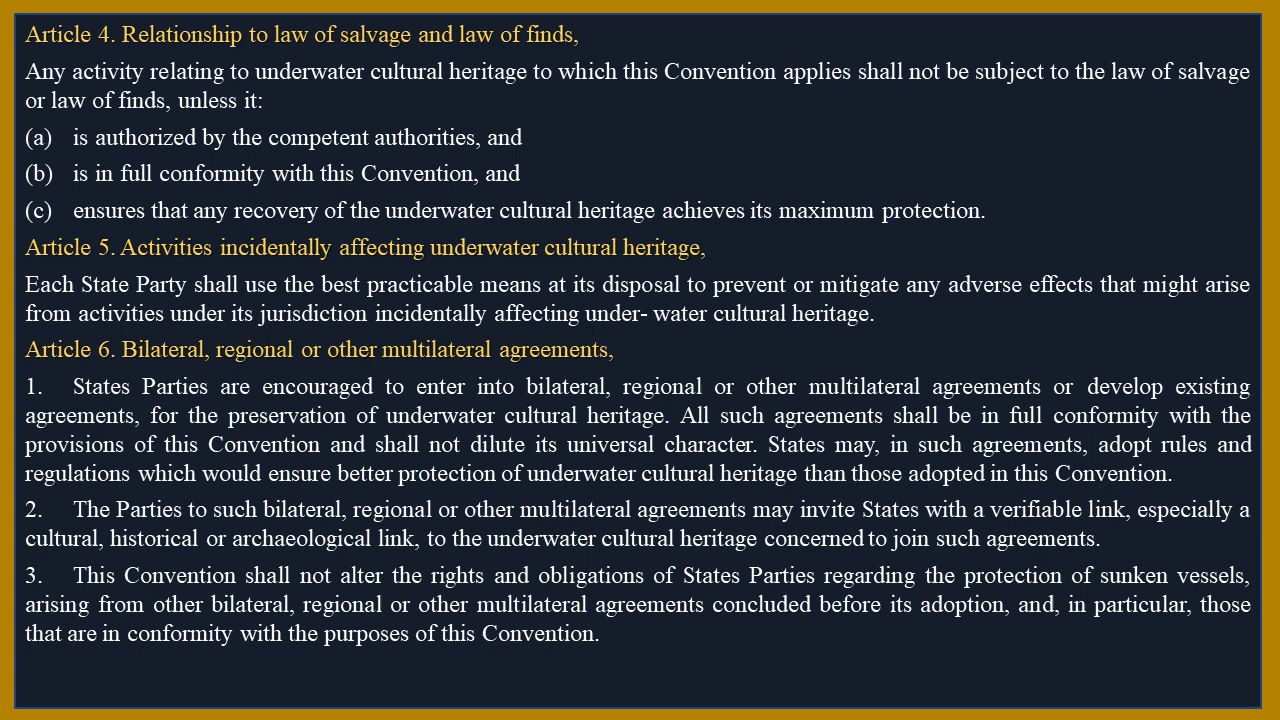 Article 4. Relationship to law of salvage and law of finds,
Any activity relating to underwater cultural heritage to which this Convention applies shall not be subject to the law of salvage
or law of finds, unless it:
(a) is authorized by the competent authorities, and
(b) is in full conformity with this Convention, and
(c) ensures that any recovery of the underwater cultural heritage achieves its maximum protection.
Article 5. Activities incidentally affecting underwater cultural heritage,
Each State Party shall use the best practicable means at its disposal to prevent or mitigate any adverse effects that might arise
from activities under its jurisdiction incidentally affecting under- water cultural heritage.
Article 6. Bilateral, regional or other multilateral agreements,
1. States Parties are encouraged to enter into bilateral, regional or other multilateral agreements or develop existing
agreements, for the preservation of underwater cultural heritage. All such agreements shall be in full conformity with the
provisions of this Convention and shall not dilute its universal character. States may, in such agreements, adopt rules and
regulations which would ensure better protection of underwater cultural heritage than those adopted in this Convention.
2. The Parties to such bilateral, regional or other multilateral agreements may invite States with a verifiable link, especially a
cultural, historical or archaeological link, to the underwater cultural heritage concerned to join such agreements.
3. This Convention shall not alter the rights and obligations of States Parties regarding the protection of sunken vessels,
arising from other bilateral, regional or other multilateral agreements concluded before its adoption, and, in particular, those
that are in conformity with the purposes of this Convention.